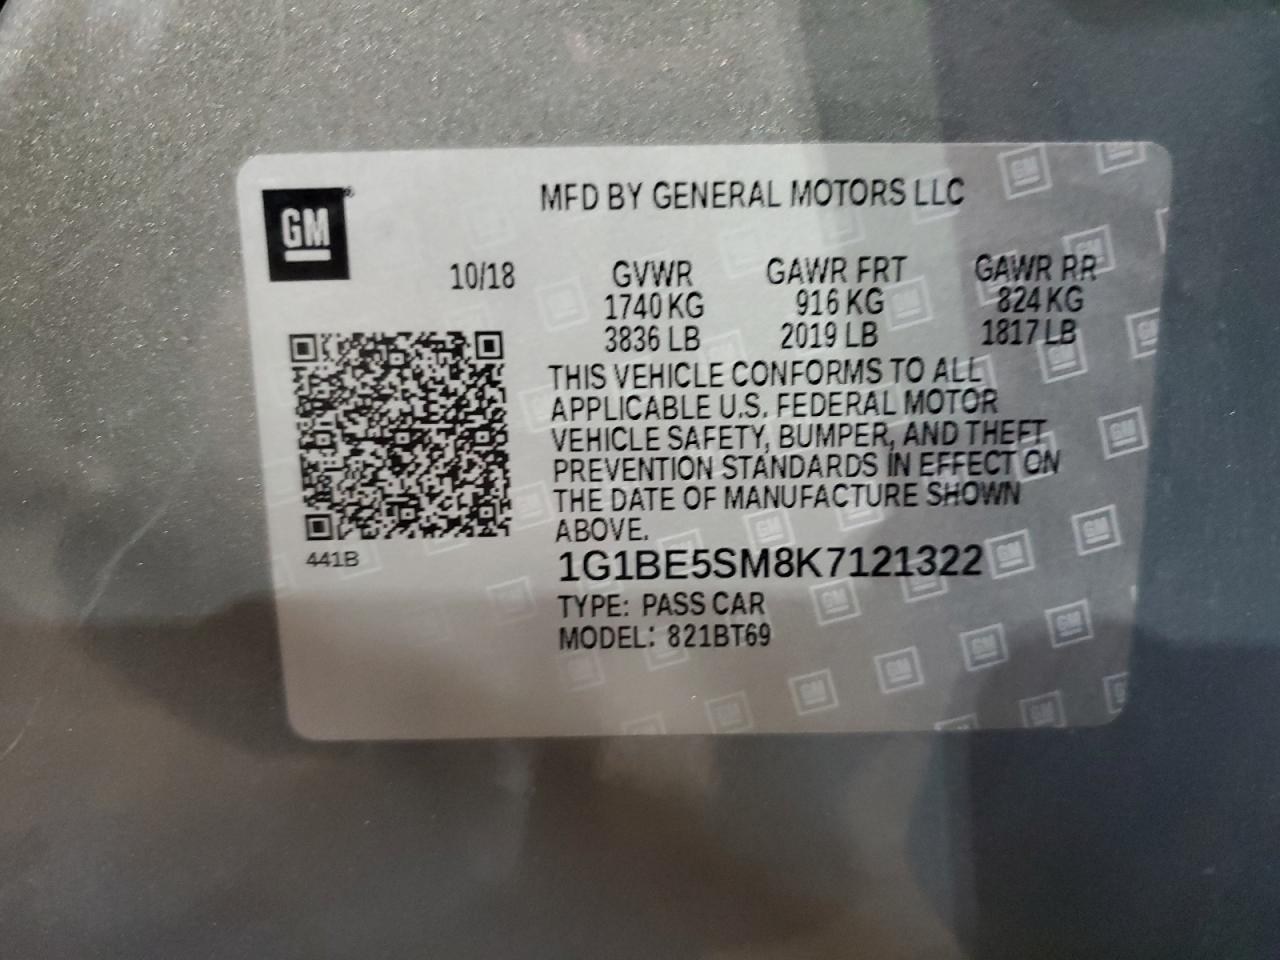 GM
MFD BY GENERAL MOTORS LLC
10/18 GVWR GAWR FRT GAWR RR
1740 KG 916 KG 824 KG
3836 LB 2019 LB 1817 LB
THIS VEHICLE CONFORMS TO ALL
APPLICABLE U.S. FEDERAL MOTOR
VEHICLE SAFETY, BUMPER, AND THEFT
PREVENTION STANDARDS IN EFFECT ON
THE DATE OF MANUFACTURE SHOWN
ABOVE.
441B
1G1BE5SM8K7121322
TYPE: PASS CAR
MODEL: 821BT69